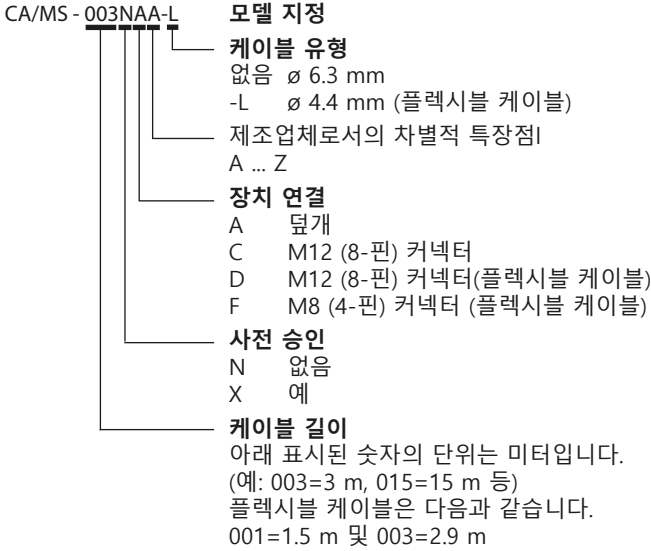 CA/MS - 003NAA-L 모델 지정
케이블 유형
없음 ø 6.3 mm
-L ø 4.4 mm (플렉시블 케이블)
제조업체로서의 차별적 특장점I
A ... Z
장치 연결
A 덮개
C M12 (8-핀) 커넥터
D M12 (8-핀) 커넥터(플렉시블 케이블)
F M8 (4-핀) 커넥터 (플렉시블 케이블)
사전 승인
N 없음
X 예
케이블 길이
아래 표시된 숫자의 단위는 미터입니다.
(예: 003=3 m, 015=15 m 등)
플렉시블 케이블은 다음과 같습니다.
001=1.5 m 및 003=2.9 m